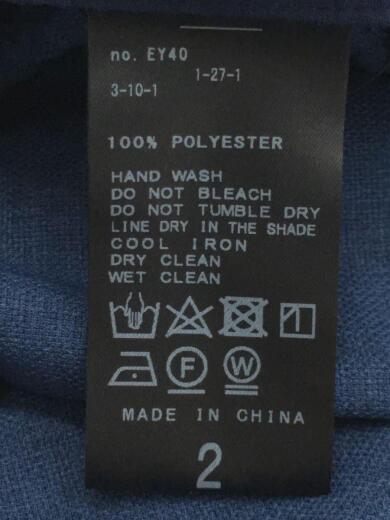 no. EY40
1-27-1
3-10-1
100% POLYESTER
HAND WASH
DO NOT BLEACH
DO NOT TUMBLE DRY
LINE DRY IN THE SHADE
COOL IRON
DRY CLEAN
WET CLEAN
F W
MADE IN CHINA
2